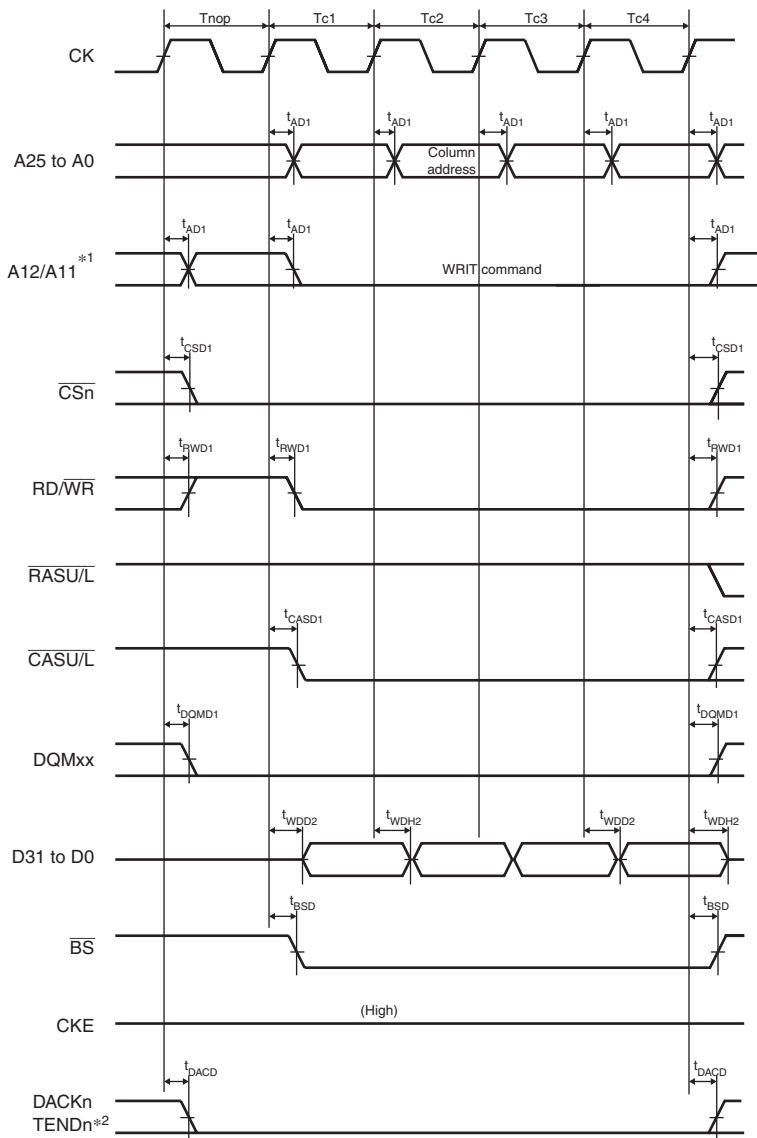 Tnop Tc1 Tc2 Tc3 Tc4
CK
tAD1 tAD1 tAD1 tAD1 tAD1
A25 to A0
Column
address
tAD1 tAD1 tAD1
A12/A11*1
WRIT command
tCSD1 tCSD1
CSn
tRWD1 tRWD1 tRWD1
RD/WR
RASU/L
tCASD1 tCASD1
CASU/L
tDQMD1 tDQMD1
DQMxx
tWDD2 tWDH2 tWDD2 tWDH2
D31 to D0
tBSD tBSD
BS
(High)
CKE
tDACD tDACD
DACKn
TENDn*2